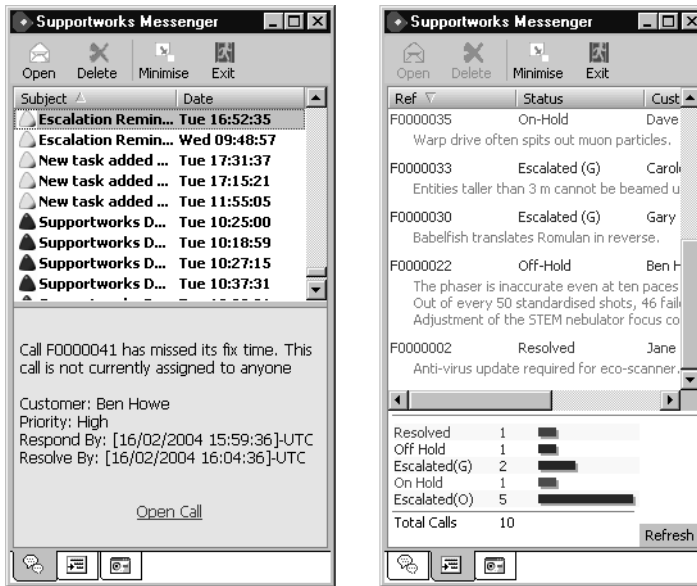 Supportworks Messenger
Open Delete Minimise Exit
Subject Date
Escalation Remin... Tue 16:52:35
Escalation Remin... Wed 09:48:57
New task added ... Tue 17:31:37
New task added ... Tue 17:15:21
New task added ... Tue 11:55:05
Supportworks D... Tue 10:25:00
Supportworks D... Tue 10:18:59
Supportworks D... Tue 10:27:15
Supportworks D... Tue 10:37:31
Call F0000041 has missed its fix time. This
call is not currently assigned to anyone
Customer: Ben Howe
Priority: High
Respond By: [16/02/2004 15:59:36]-UTC
Resolve By: [16/02/2004 16:04:36]-UTC
Open Call
Supportworks Messenger
Open Delete Minimise Exit
Ref Status Cust
F0000035 On-Hold Dave
Warp drive often spits out muon particles.
F0000033 Escalated (G) Carol
Entities taller than 3 m cannot be beamed u
F0000030 Escalated (G) Gary
Babelfish translates Romulan in reverse.
F0000022 Off-Hold Ben H
The phaser is inaccurate even at ten paces
Out of every 50 standardised shots, 46 faile
Adjustment of the STEM nebulator focus co
F0000002 Resolved Jane
Anti-virus update required for eco-scanner.
Resolved 1
Off Hold 1
Escalated(G) 2
On Hold 1
Escalated(O) 5
Total Calls 10
Refresh